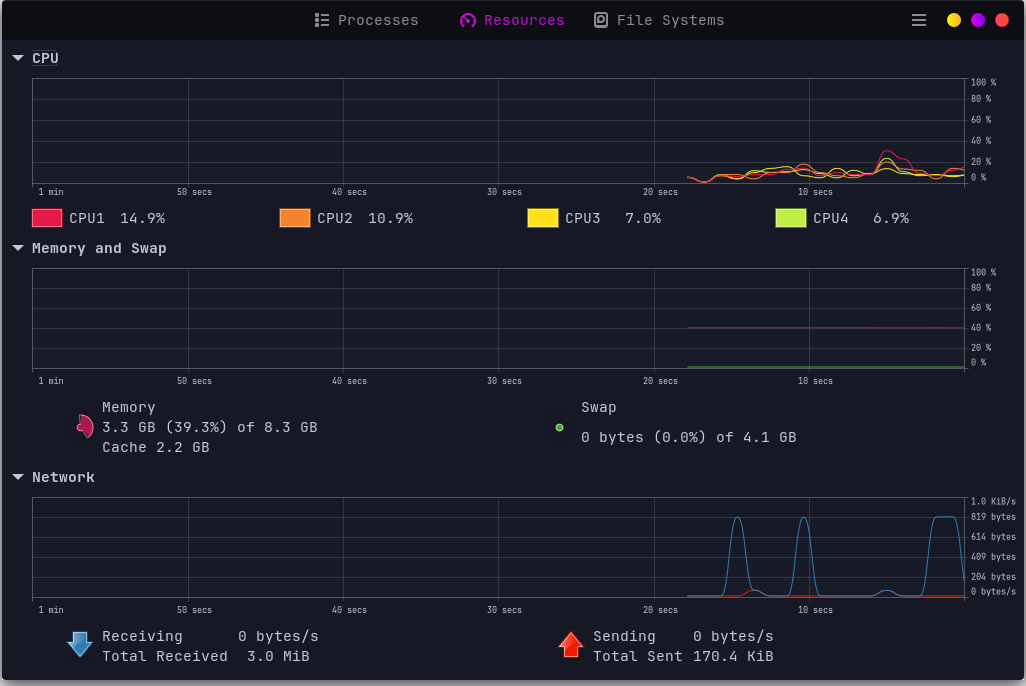 Processes Resources File Systems
CPU
100 %
80 %
60 %
40 %
20 %
0 %
1 min 50 secs 40 secs 30 secs 20 secs 10 secs
CPU1 14.9% CPU2 10.9% CPU3 7.0% CPU4 6.9%
Memory and Swap
100 %
80 %
60 %
40 %
20 %
0 %
1 min 50 secs 40 secs 30 secs 20 secs 10 secs
Memory
3.3 GB (39.3%) of 8.3 GB
Cache 2.2 GB
Swap
0 bytes (0.0%) of 4.1 GB
Network
1.0 KiB/s
819 bytes
614 bytes
409 bytes
204 bytes
0 bytes/s
1 min 50 secs 40 secs 30 secs 20 secs 10 secs
Receiving 0 bytes/s
Total Received 3.0 MiB
Sending 0 bytes/s
Total Sent 170.4 KiB